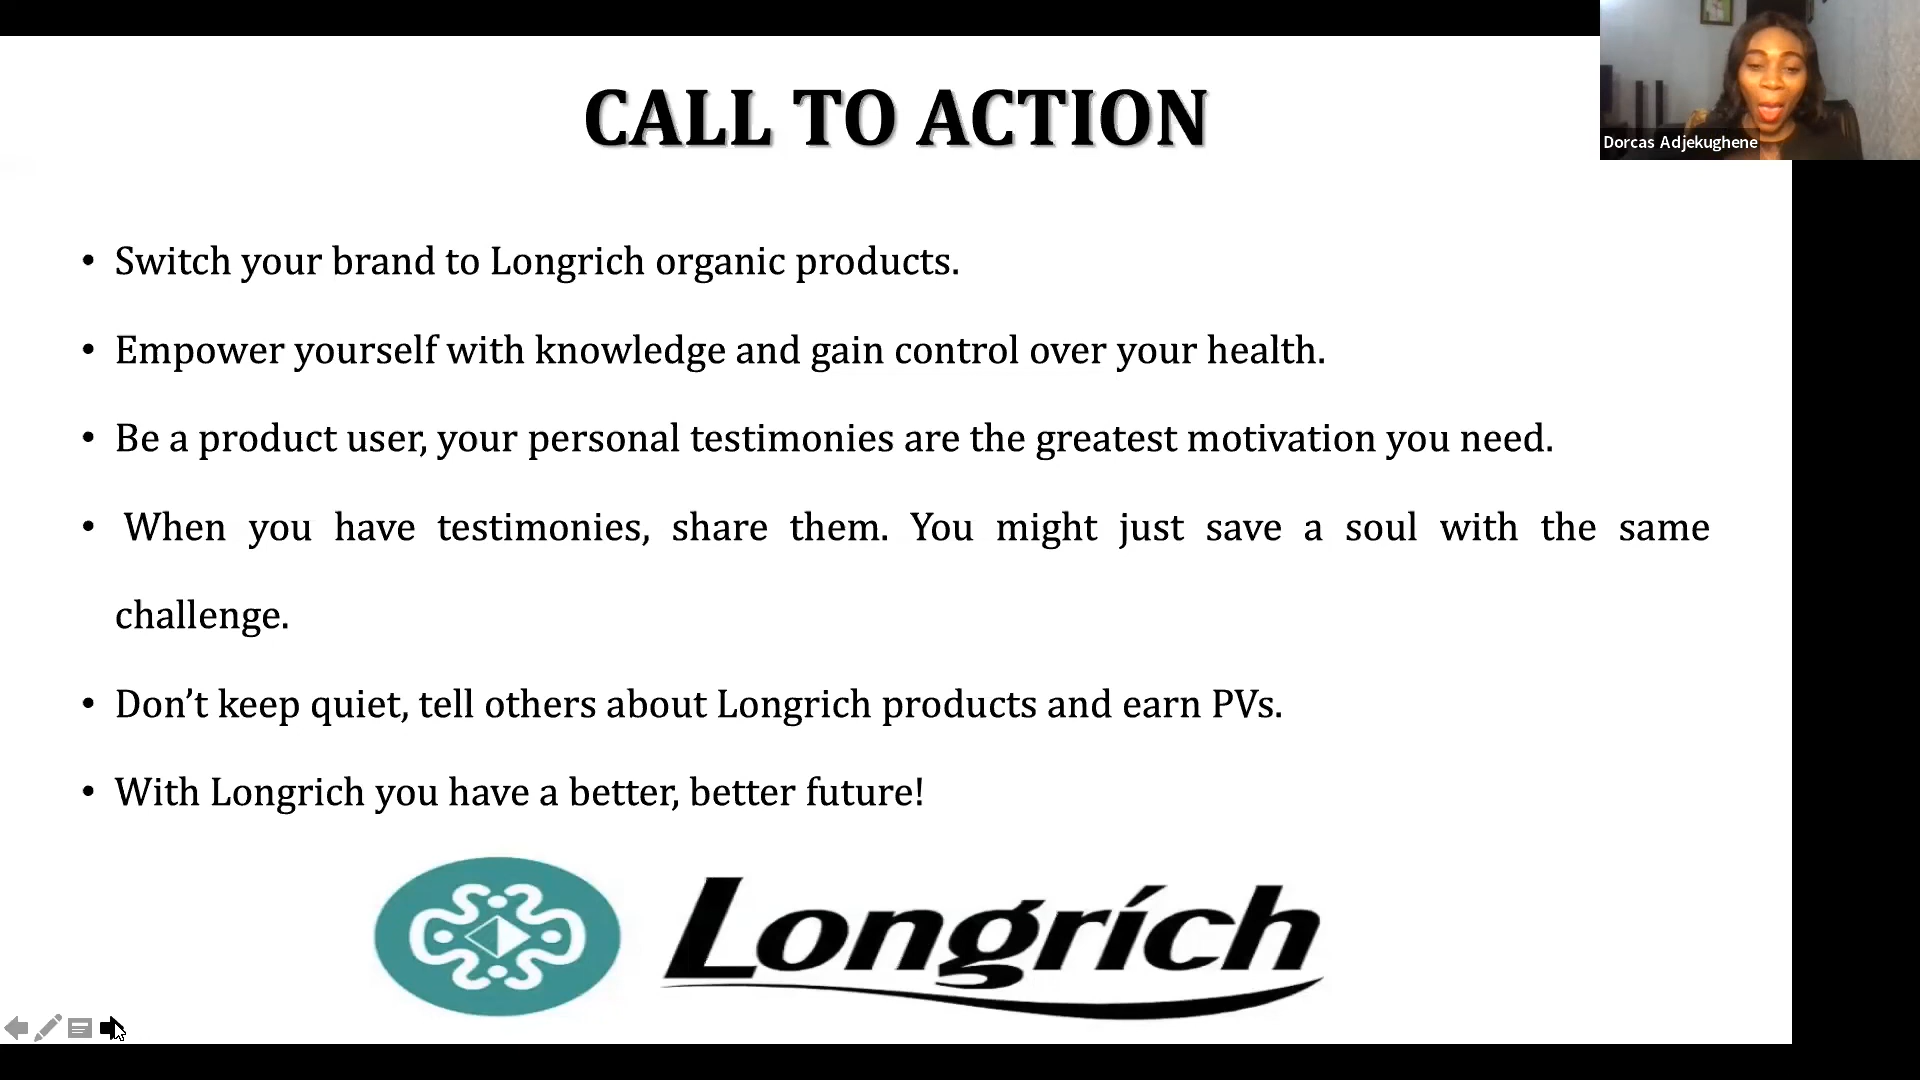 CALL TO ACTION
Dorcas Adjekughene
• Switch your brand to Longrich organic products.
• Empower yourself with knowledge and gain control over your health.
• Be a product user, your personal testimonies are the greatest motivation you need.
• When you have testimonies, share them. You might just save a soul with the same
challenge.
• Don’t keep quiet, tell others about Longrich products and earn PVs.
• With Longrich you have a better, better future!
Longrích